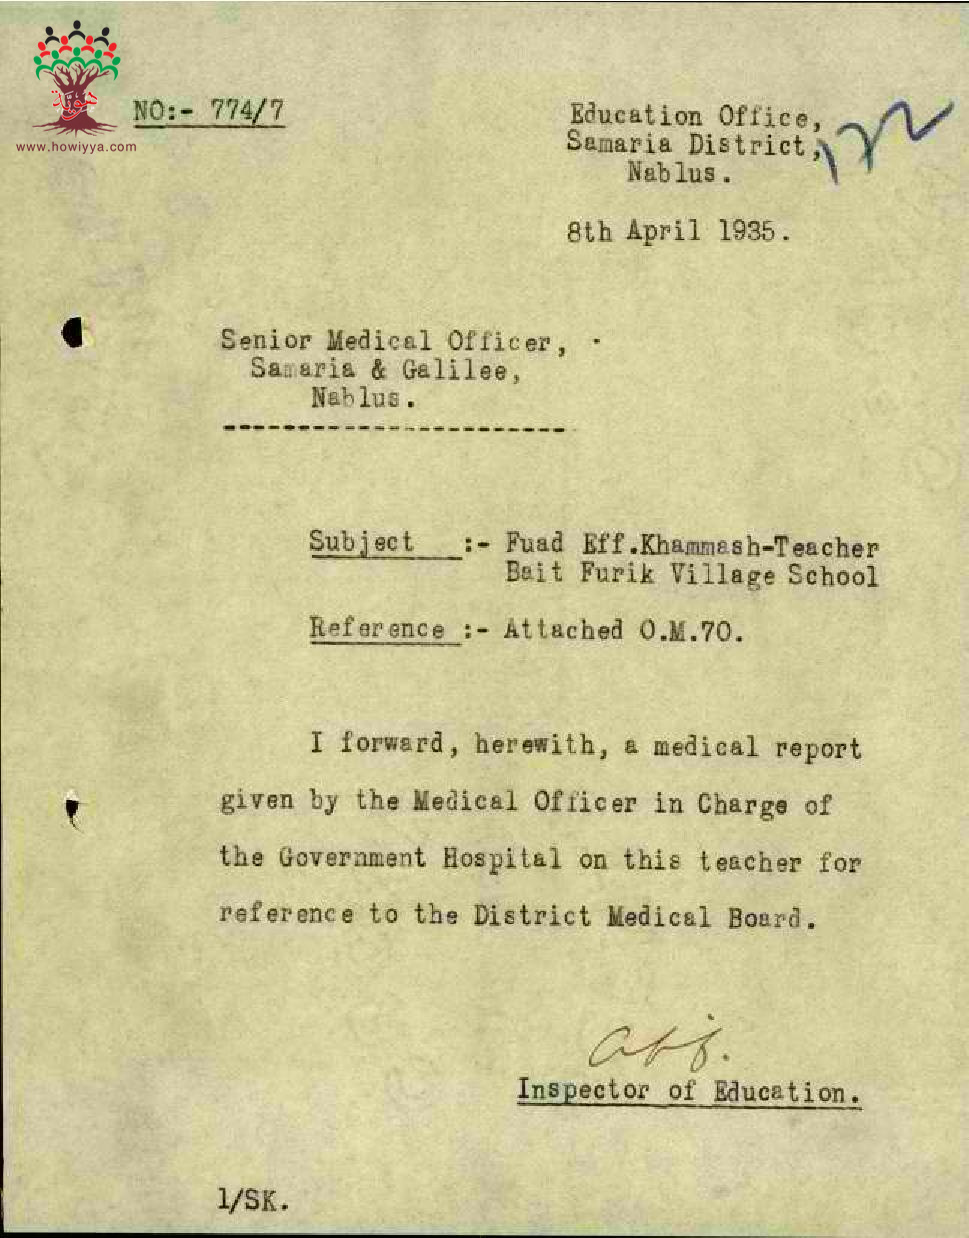 هوية
www.howiyya.com
NO:- 774/7
Education Office,
Samaria District,
Nablus.
8th April 1935.
Senior Medical Officer,
Samaria & Galilee,
Nablus.
Subject :- Fuad Eff.Khammash-Teacher
Bait Furik Village School
Reference :- Attached O.M.70.
I forward, herewith, a medical report
given by the Medical Officer in Charge of
the Government Hospital on this teacher for
reference to the District Medical Board.
Inspector of Education.
1/SK.